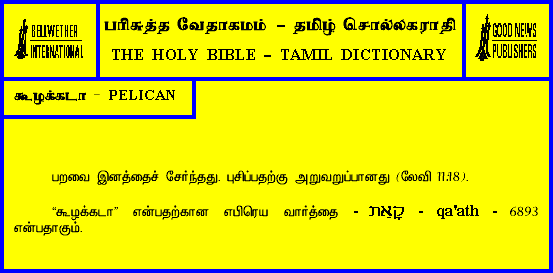 BELLWETHER
INTERNATIONAL
பரிசுத்த வேதாகமம் – தமிழ் சொல்லகராதி
THE HOLY BIBLE – TAMIL DICTIONARY
GOOD NEWS
PUBLISHERS
கூழக்கடா – PELICAN
பறவை இனத்தைச் சேர்ந்தது. புசிப்பதற்கு அறுவறுப்பானது (லேவி 11:18).
“கூழக்கடா” என்பதற்கான எபிரெய வார்த்தை - קָאַת - qa'ath - 6893
என்பதாகும்.